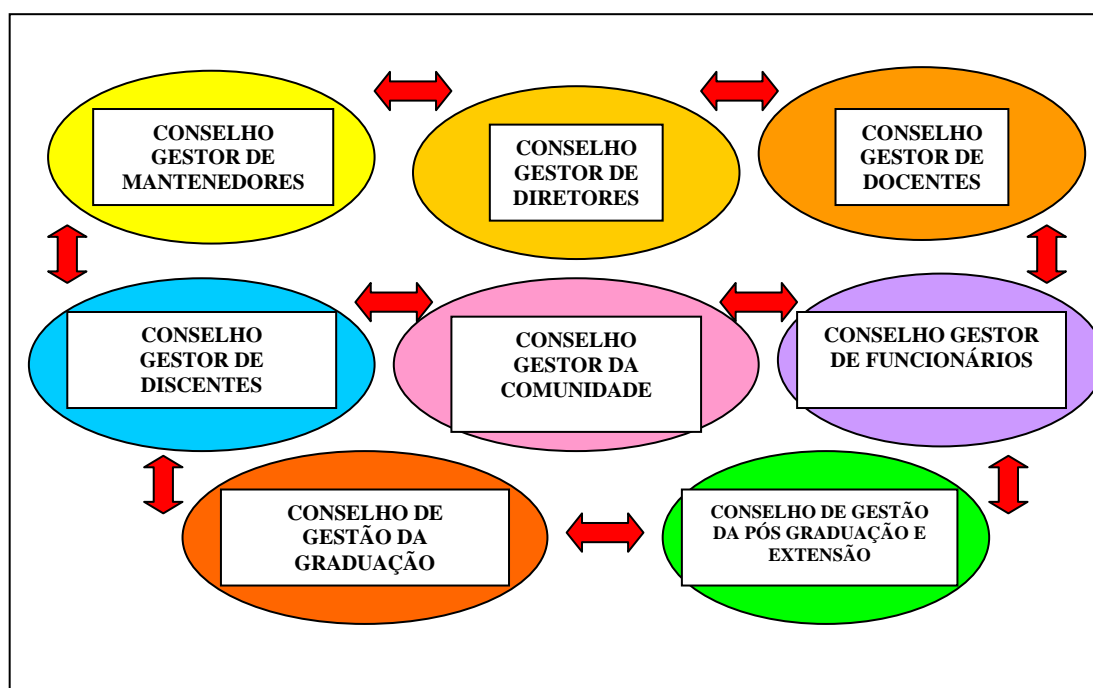 CONSELHO
GESTOR DE
MANTENEDORES
CONSELHO
GESTOR DE
DIRETORES
CONSELHO
GESTOR DE
DOCENTES
CONSELHO
GESTOR DE
DISCENTES
CONSELHO
GESTOR DA
COMUNIDADE
CONSELHO GESTOR
DE FUNCIONÁRIOS
CONSELHO DE
GESTÃO DA
GRADUAÇÃO
CONSELHO DE GESTÃO
DA PÓS GRADUAÇÃO E
EXTENSÃO